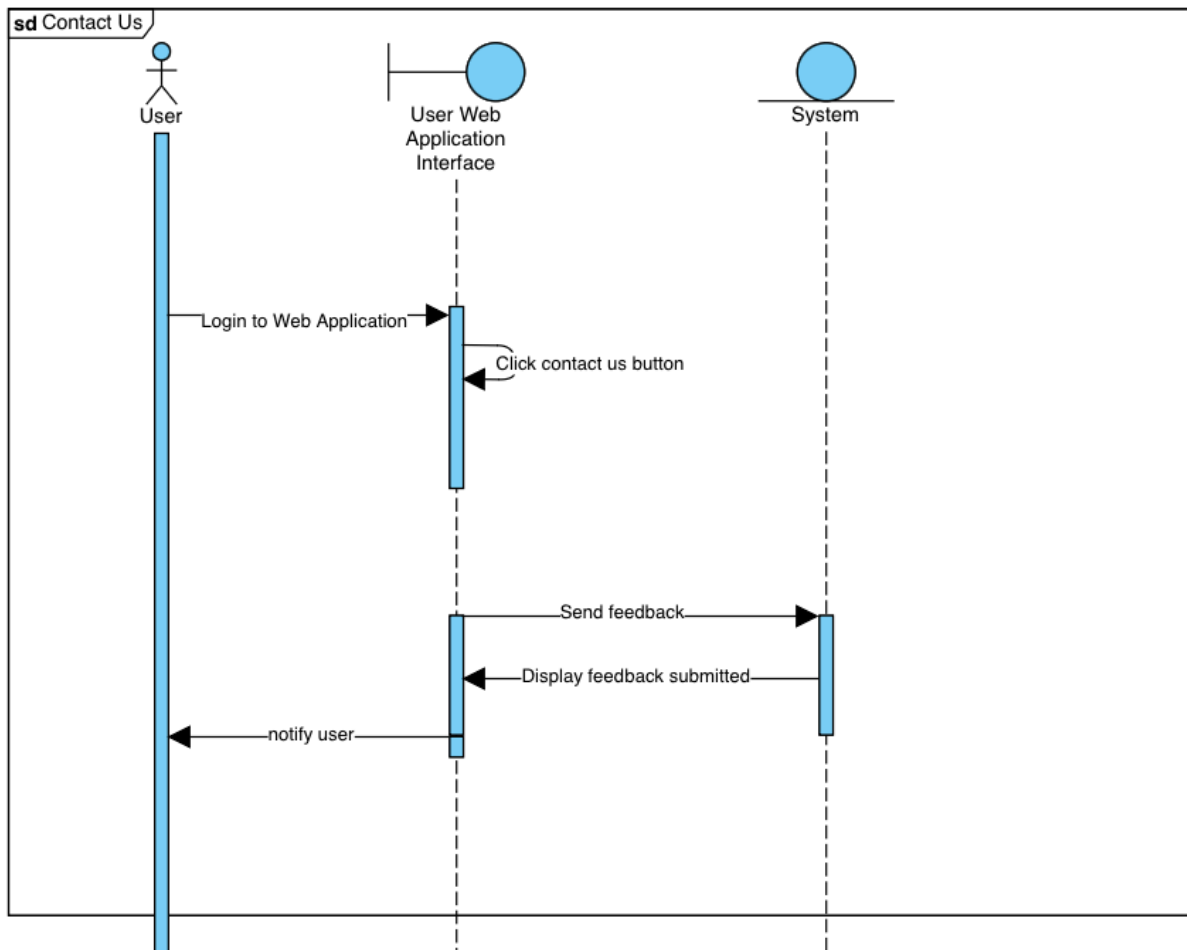 sd Contact Us
User
User Web
Application
Interface
System
Login to Web Application
Click contact us button
Send feedback
Display feedback submitted
notify user